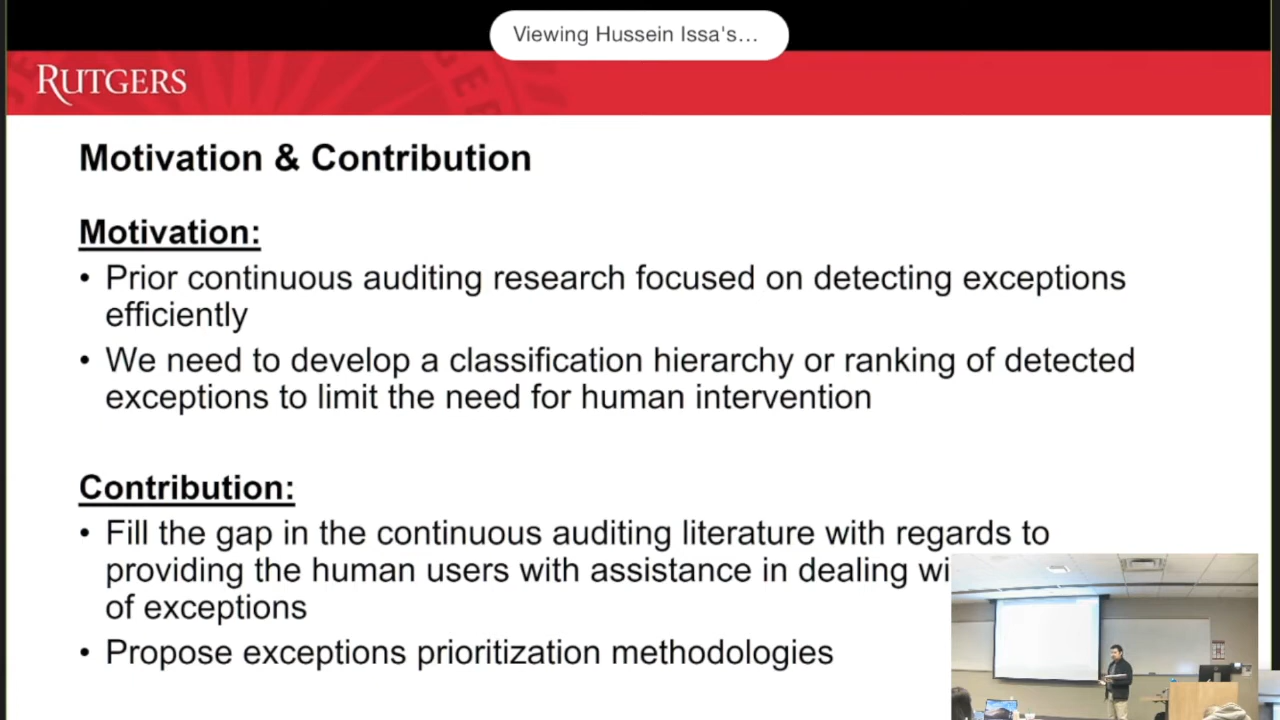 Viewing Hussein Issa's...
RUTGERS
Motivation & Contribution
Motivation:
• Prior continuous auditing research focused on detecting exceptions
efficiently
• We need to develop a classification hierarchy or ranking of detected
exceptions to limit the need for human intervention
Contribution:
• Fill the gap in the continuous auditing literature with regards to
providing the human users with assistance in dealing
of exceptions
• Propose exceptions prioritization methodologies